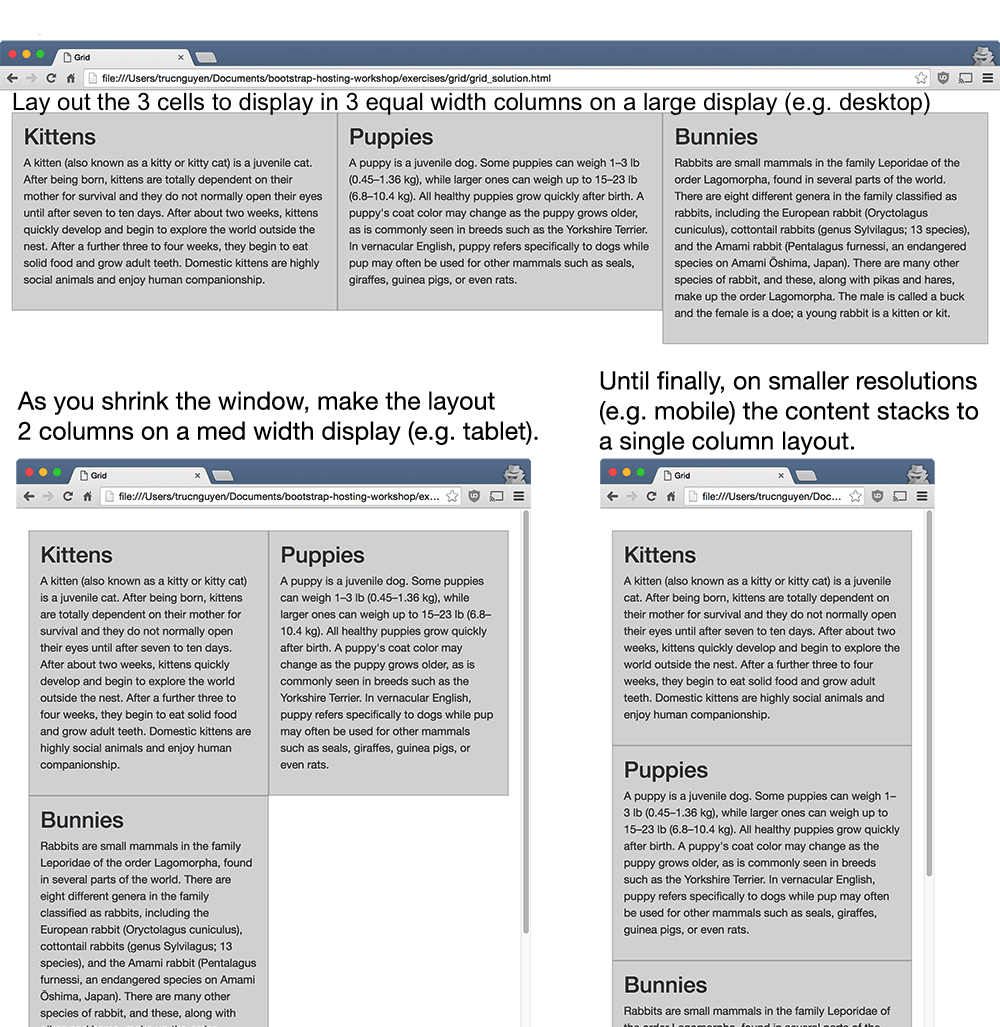 Grid
file:///Users/trucnguyen/Documents/bootstrap-hosting-workshop/exercises/grid/grid_solution.html
Lay out the 3 cells to display in 3 equal width columns on a large display (e.g. desktop)
Kittens
A kitten (also known as a kitty or kitty cat) is a juvenile cat.
After being born, kittens are totally dependent on their
mother for survival and they do not normally open their eyes
until after seven to ten days. After about two weeks, kittens
quickly develop and begin to explore the world outside the
nest. After a further three to four weeks, they begin to eat
solid food and grow adult teeth. Domestic kittens are highly
social animals and enjoy human companionship.
Puppies
A puppy is a juvenile dog. Some puppies can weigh 1–3 lb
(0.45–1.36 kg), while larger ones can weigh up to 15–23 lb
(6.8–10.4 kg). All healthy puppies grow quickly after birth. A
puppy's coat color may change as the puppy grows older,
as is commonly seen in breeds such as the Yorkshire Terrier.
In vernacular English, puppy refers specifically to dogs while
pup may often be used for other mammals such as seals,
giraffes, guinea pigs, or even rats.
Bunnies
Rabbits are small mammals in the family Leporidae of the
order Lagomorpha, found in several parts of the world.
There are eight different genera in the family classified as
rabbits, including the European rabbit (Oryctolagus
cuniculus), cottontail rabbits (genus Sylvilagus; 13 species),
and the Amami rabbit (Pentalagus furnessi, an endangered
species on Amami Ōshima, Japan). There are many other
species of rabbit, and these, along with pikas and hares,
make up the order Lagomorpha. The male is called a buck
and the female is a doe; a young rabbit is a kitten or kit.
As you shrink the window, make the layout
2 columns on a med width display (e.g. tablet).
Grid
file:///Users/trucnguyen/Documents/bootstrap-hosting-workshop/ex...
Kittens
A kitten (also known as a kitty or kitty cat)
is a juvenile cat. After being born, kittens
are totally dependent on their mother for
survival and they do not normally open
their eyes until after seven to ten days.
After about two weeks, kittens quickly
develop and begin to explore the world
outside the nest. After a further three to
four weeks, they begin to eat solid food
and grow adult teeth. Domestic kittens are
highly social animals and enjoy human
companionship.
Puppies
A puppy is a juvenile dog. Some puppies
can weigh 1–3 lb (0.45–1.36 kg), while
larger ones can weigh up to 15–23 lb (6.8–
10.4 kg). All healthy puppies grow quickly
after birth. A puppy's coat color may
change as the puppy grows older, as is
commonly seen in breeds such as the
Yorkshire Terrier. In vernacular English,
puppy refers specifically to dogs while pup
may often be used for other mammals
such as seals, giraffes, guinea pigs, or
even rats.
Bunnies
Rabbits are small mammals in the family
Leporidae of the order Lagomorpha, found
in several parts of the world. There are
eight different genera in the family
classified as rabbits, including the
European rabbit (Oryctolagus cuniculus),
cottontail rabbits (genus Sylvilagus; 13
species), and the Amami rabbit (Pentalagus
furnessi, an endangered species on Amami
Ōshima, Japan). There are many other
species of rabbit, and these, along with
Until finally, on smaller resolutions
(e.g. mobile) the content stacks to
a single column layout.
Grid
file:///Users/trucnguyen/Doc...
Kittens
A kitten (also known as a kitty or kitty cat) is a juvenile
cat. After being born, kittens are totally dependent on
their mother for survival and they do not normally open
their eyes until after seven to ten days. After about two
weeks, kittens quickly develop and begin to explore the
world outside the nest. After a further three to four
weeks, they begin to eat solid food and grow adult
teeth. Domestic kittens are highly social animals and
enjoy human companionship.
Puppies
A puppy is a juvenile dog. Some puppies can weigh 1–
3 lb (0.45–1.36 kg), while larger ones can weigh up to
15–23 lb (6.8–10.4 kg). All healthy puppies grow quickly
after birth. A puppy's coat color may change as the
puppy grows older, as is commonly seen in breeds
such as the Yorkshire Terrier. In vernacular English,
puppy refers specifically to dogs while pup may often
be used for other mammals such as seals, giraffes,
guinea pigs, or even rats.
Bunnies
Rabbits are small mammals in the family Leporidae of